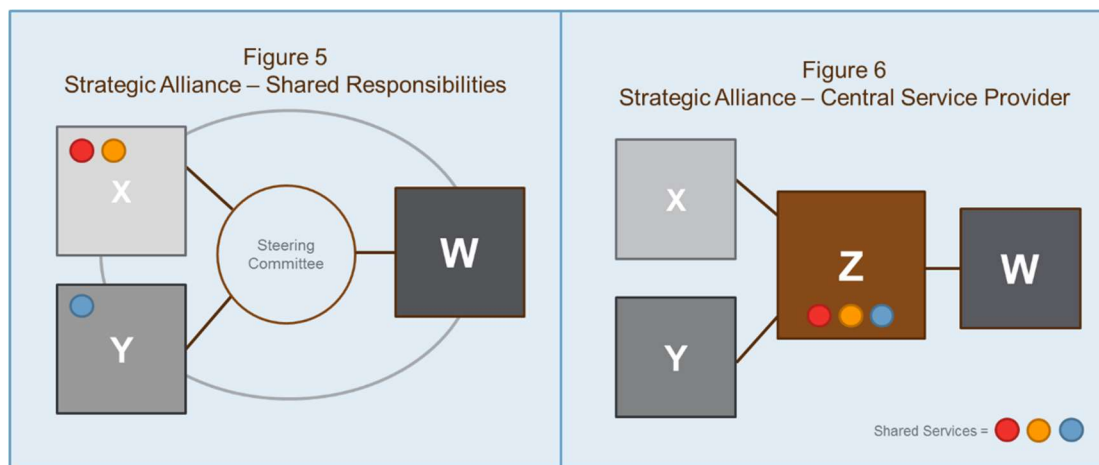 Figure 5
Strategic Alliance – Shared Responsibilities
X
Steering
Committee
W
Y
Figure 6
Strategic Alliance – Central Service Provider
X
Z
W
Y
Shared Services =